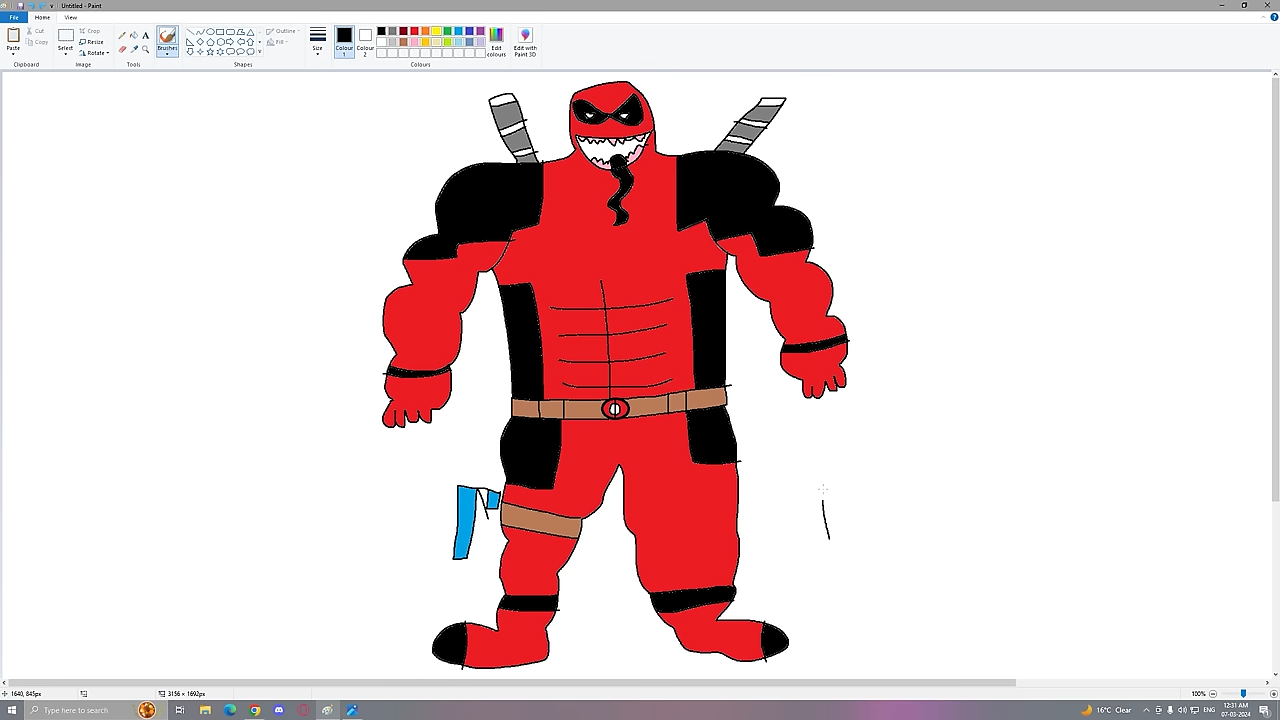 Untitled - Paint
File Home View
Paste Cut Copy Select Crop Resize Rotate Brushes Outline Fill Size Colour 1 Colour 2 Edit colours Edit with Paint 3D
Clipboard Image Tools Shapes Colours
1640, 845px 3156 × 1692px 100%
Type here to search 16°C Clear ENG 12:31 AM 07-03-2024